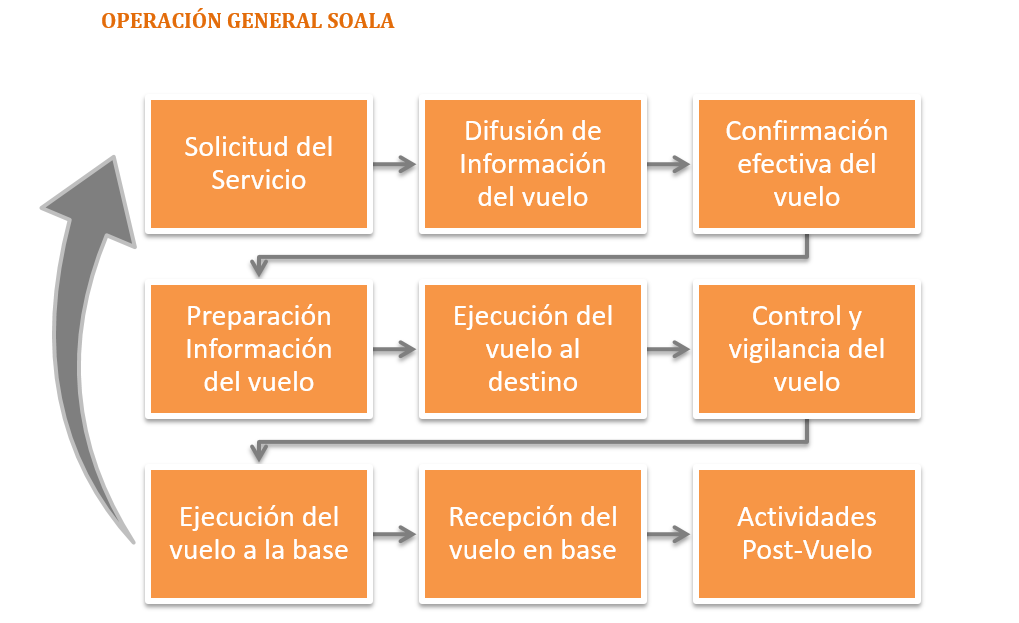 OPERACIÓN GENERAL SOALA
Solicitud del
Servicio
Difusión de
Información
del vuelo
Confirmación
efectiva del
vuelo
Preparación
Información
del vuelo
Ejecución del
vuelo al
destino
Control y
vigilancia del
vuelo
Ejecución del
vuelo a la base
Recepción del
vuelo en base
Actividades
Post-Vuelo